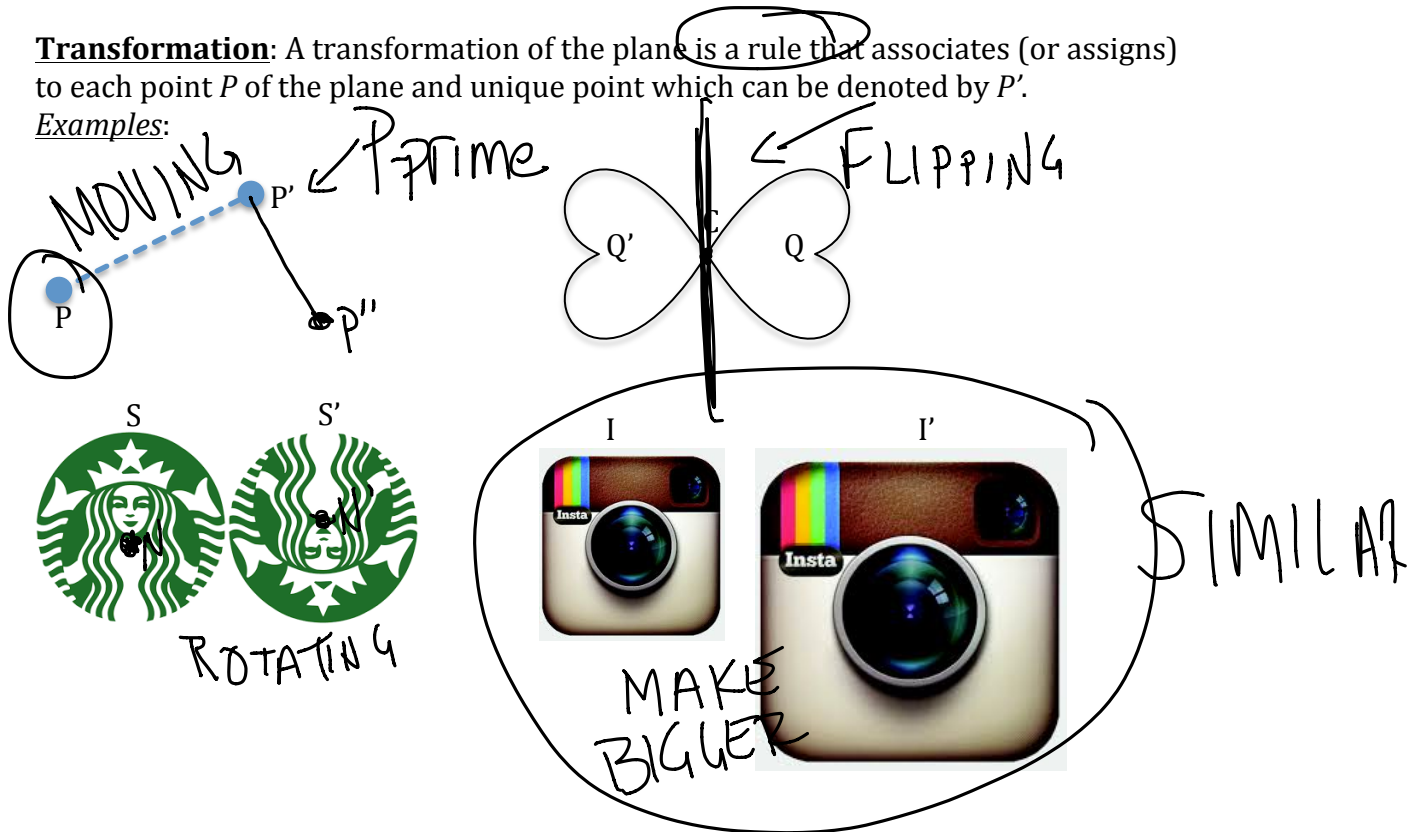 Transformation: A transformation of the plane is a rule that associates (or assigns)
to each point P of the plane and unique point which can be denoted by P’.
Examples:
MOVING
P’
P-prime
FLIPPING
P
P"
Q’
C
Q
S
S’
N
N'
ROTATING
I
I’
Insta
Insta
MAKE
BIGGER
SIMILAR